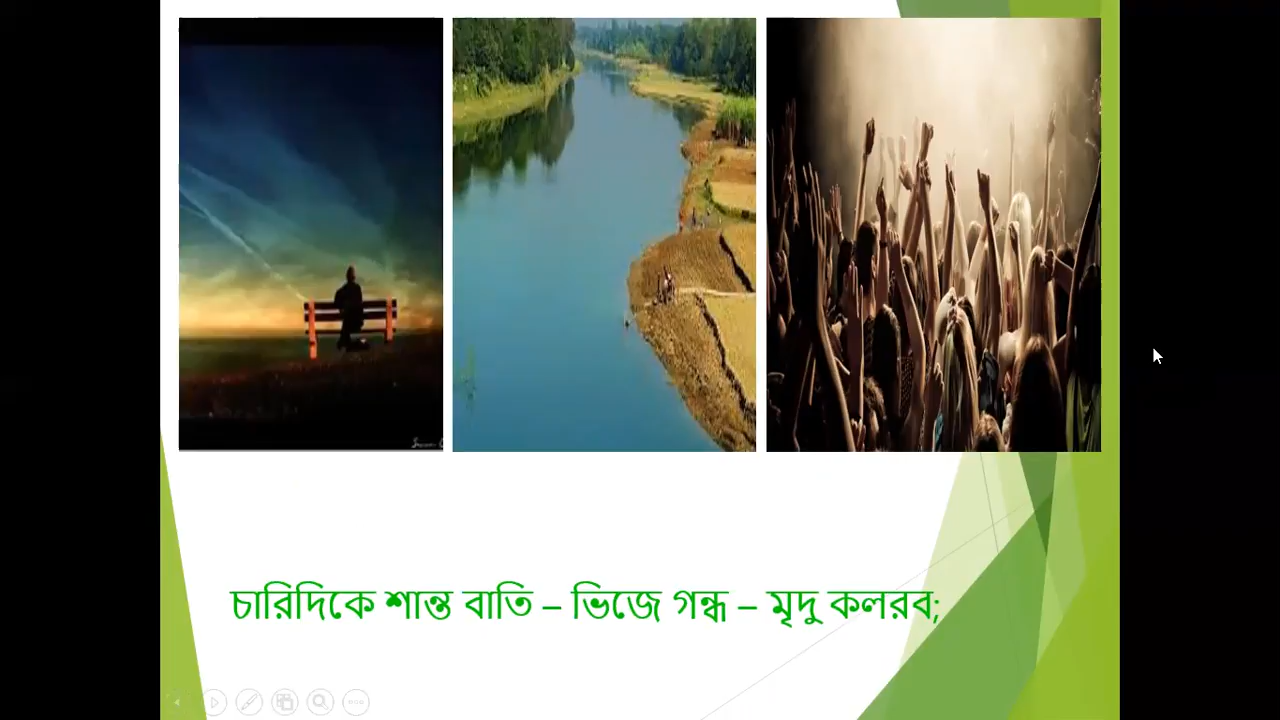 চারিদিকে শান্ত বাতি – ভিজে গন্ধ – মৃদু কলরব;